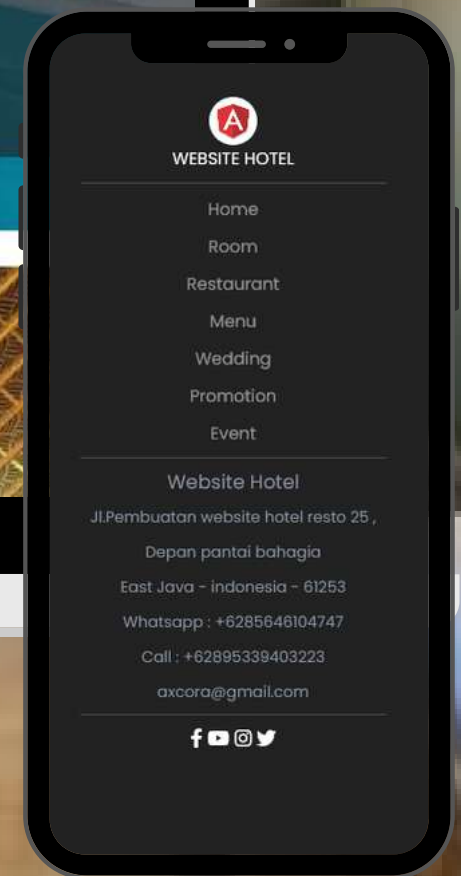 A
WEBSITE HOTEL
Home
Room
Restaurant
Menu
Wedding
Promotion
Event
Website Hotel
Jl.Pembuatan website hotel resto 25 ,
Depan pantai bahagia
East Java - indonesia - 61253
Whatsapp : +6285646104747
Call : +62895339403223
axcora@gmail.com